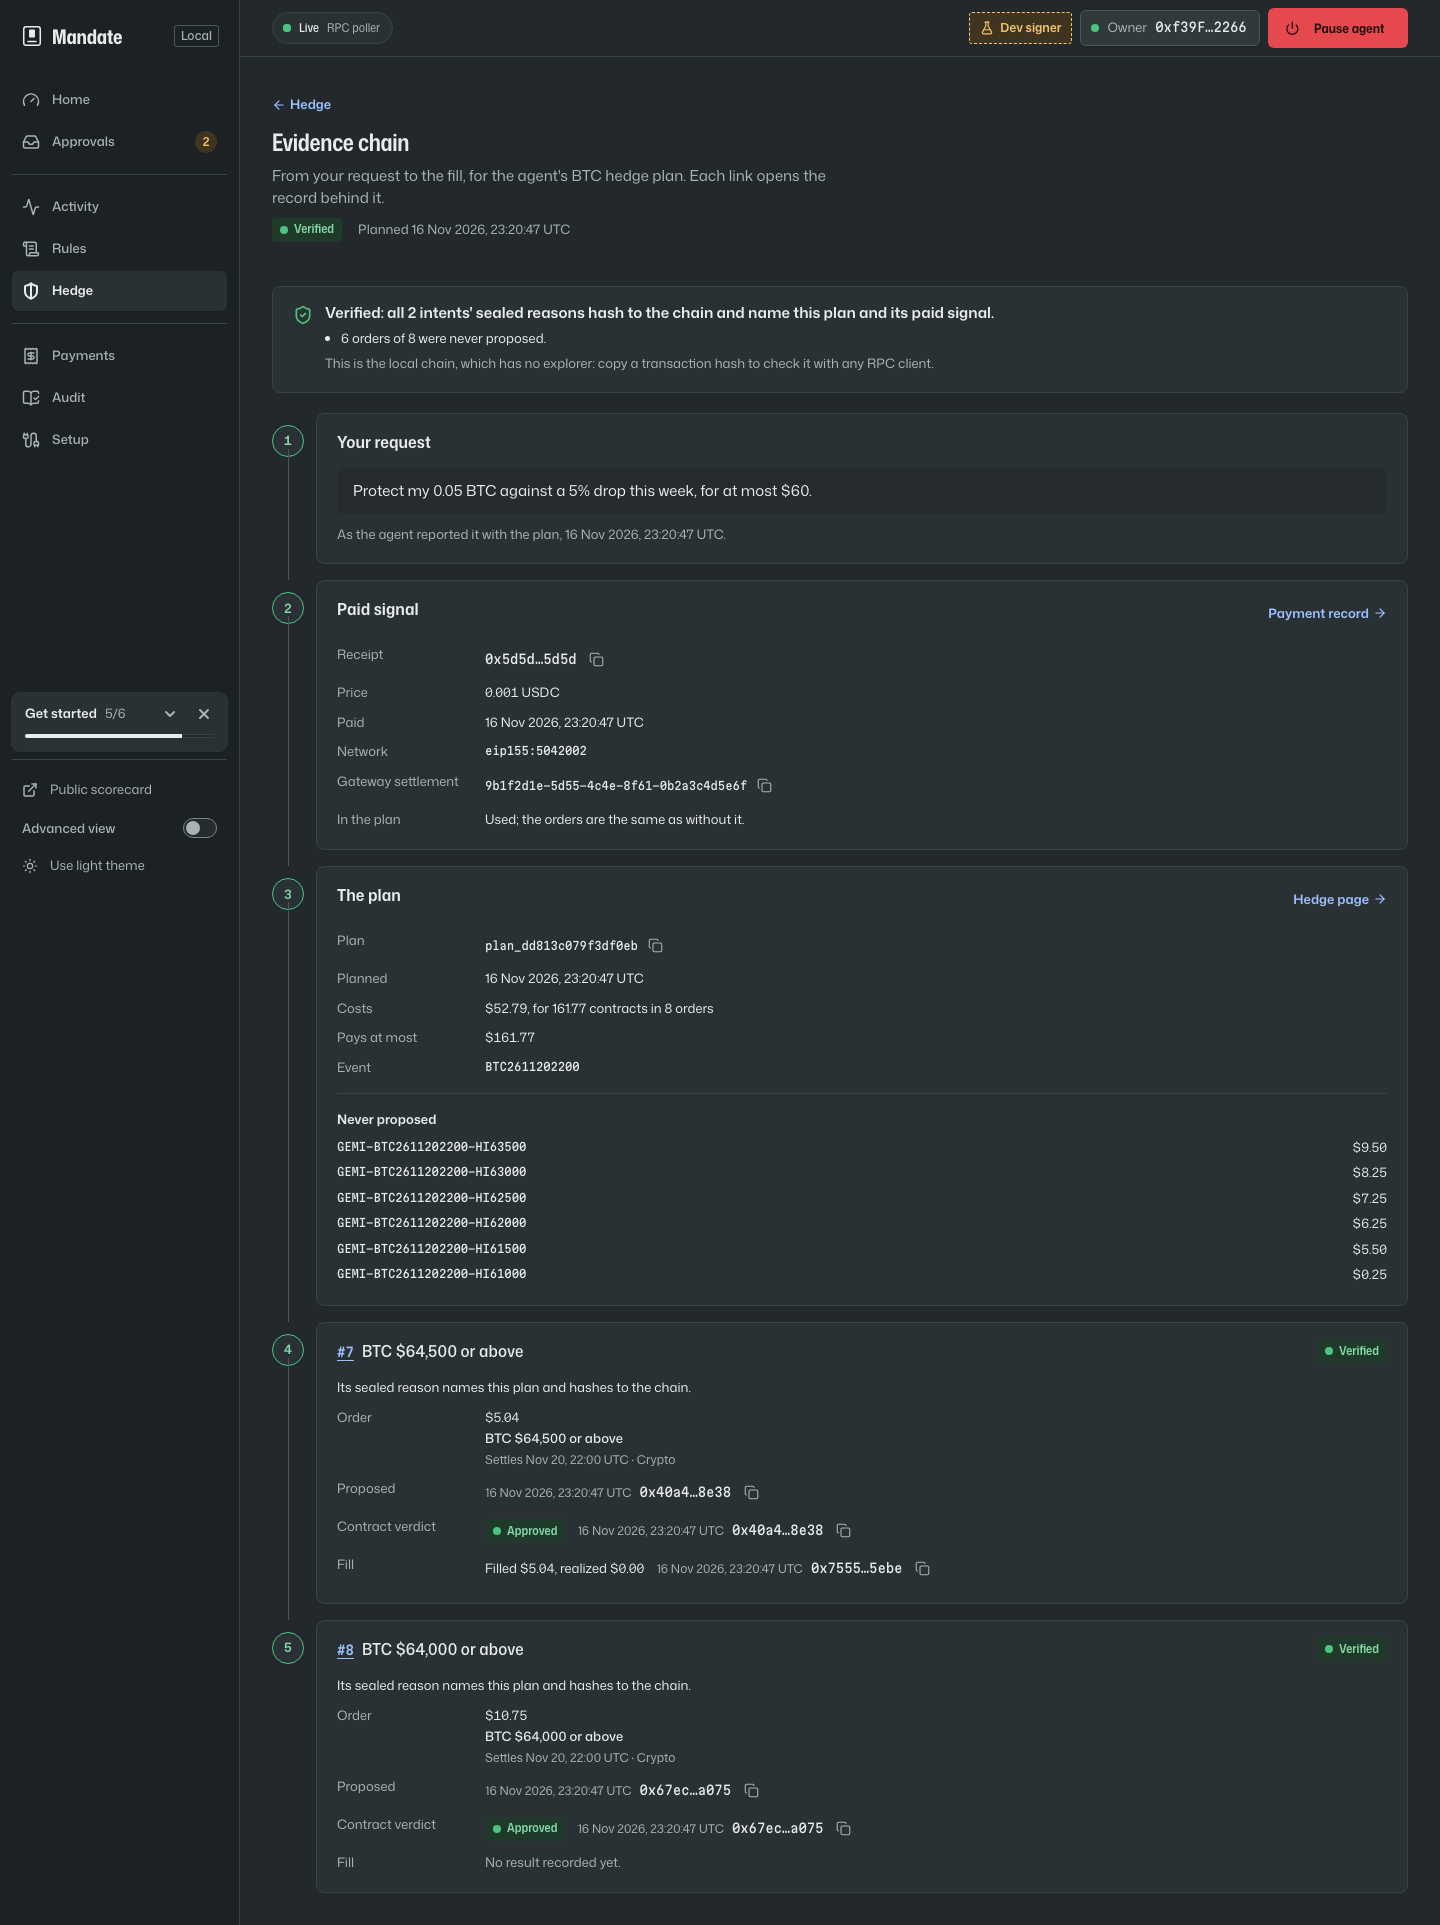 Mandate
Local
Home
Approvals 2
Activity
Rules
Hedge
Payments
Audit
Setup
Get started 5/6
Public scorecard
Advanced view
Use light theme
Live RPC poller
Dev signer
Owner 0xf39F…2266
Pause agent
← Hedge
Evidence chain
From your request to the fill, for the agent's BTC hedge plan. Each link opens the
record behind it.
Verified Planned 16 Nov 2026, 23:20:47 UTC
Verified: all 2 intents' sealed reasons hash to the chain and name this plan and its paid signal.
• 6 orders of 8 were never proposed.
This is the local chain, which has no explorer: copy a transaction hash to check it with any RPC client.
1
Your request
Protect my 0.05 BTC against a 5% drop this week, for at most $60.
As the agent reported it with the plan, 16 Nov 2026, 23:20:47 UTC.
2
Paid signal
Payment record →
Receipt 0x5d5d…5d5d
Price 0.001 USDC
Paid 16 Nov 2026, 23:20:47 UTC
Network eip155:5042002
Gateway settlement 9b1f2d1e-5d55-4c4e-8f61-0b2a3c4d5e6f
In the plan Used; the orders are the same as without it.
3
The plan
Hedge page →
Plan plan_dd813c079f3df0eb
Planned 16 Nov 2026, 23:20:47 UTC
Costs $52.79, for 161.77 contracts in 8 orders
Pays at most $161.77
Event BTC2611202200
Never proposed
GEMI-BTC2611202200-HI63500 $9.50
GEMI-BTC2611202200-HI63000 $8.25
GEMI-BTC2611202200-HI62500 $7.25
GEMI-BTC2611202200-HI62000 $6.25
GEMI-BTC2611202200-HI61500 $5.50
GEMI-BTC2611202200-HI61000 $0.25
4
#7 BTC $64,500 or above
Verified
Its sealed reason names this plan and hashes to the chain.
Order $5.04
BTC $64,500 or above
Settles Nov 20, 22:00 UTC · Crypto
Proposed 16 Nov 2026, 23:20:47 UTC 0x40a4…8e38
Contract verdict Approved 16 Nov 2026, 23:20:47 UTC 0x40a4…8e38
Fill Filled $5.04, realized $0.00 16 Nov 2026, 23:20:47 UTC 0x7555…5ebe
5
#8 BTC $64,000 or above
Verified
Its sealed reason names this plan and hashes to the chain.
Order $10.75
BTC $64,000 or above
Settles Nov 20, 22:00 UTC · Crypto
Proposed 16 Nov 2026, 23:20:47 UTC 0x67ec…a075
Contract verdict Approved 16 Nov 2026, 23:20:47 UTC 0x67ec…a075
Fill No result recorded yet.